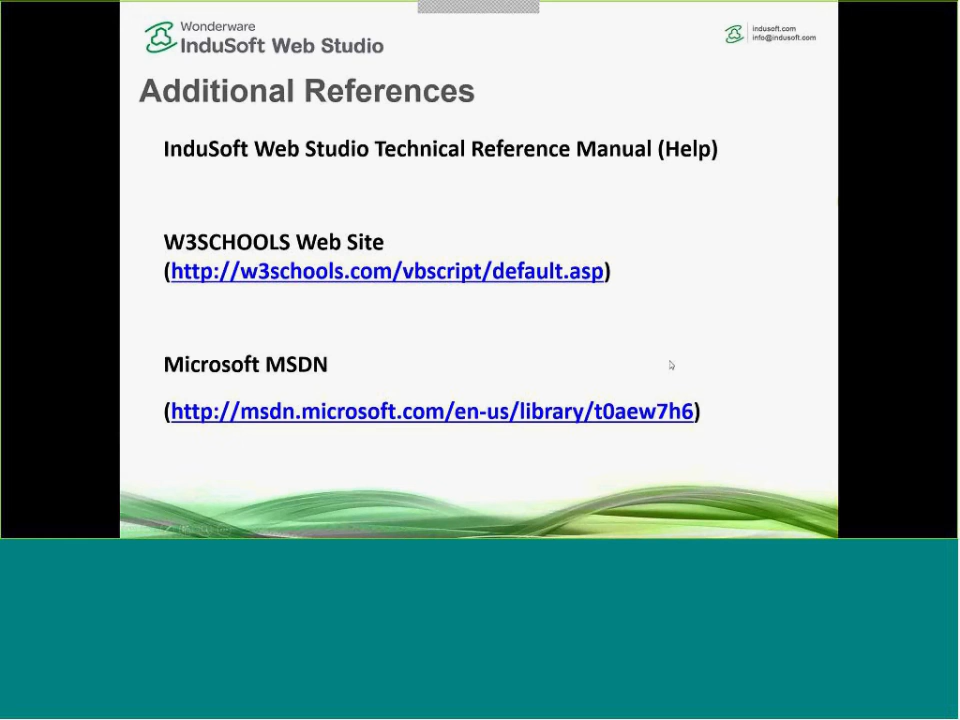 Wonderware
InduSoft Web Studio
indusoft.com
info@indusoft.com
Additional References
InduSoft Web Studio Technical Reference Manual (Help)
W3SCHOOLS Web Site
(http://w3schools.com/vbscript/default.asp)
Microsoft MSDN
(http://msdn.microsoft.com/en-us/library/t0aew7h6)